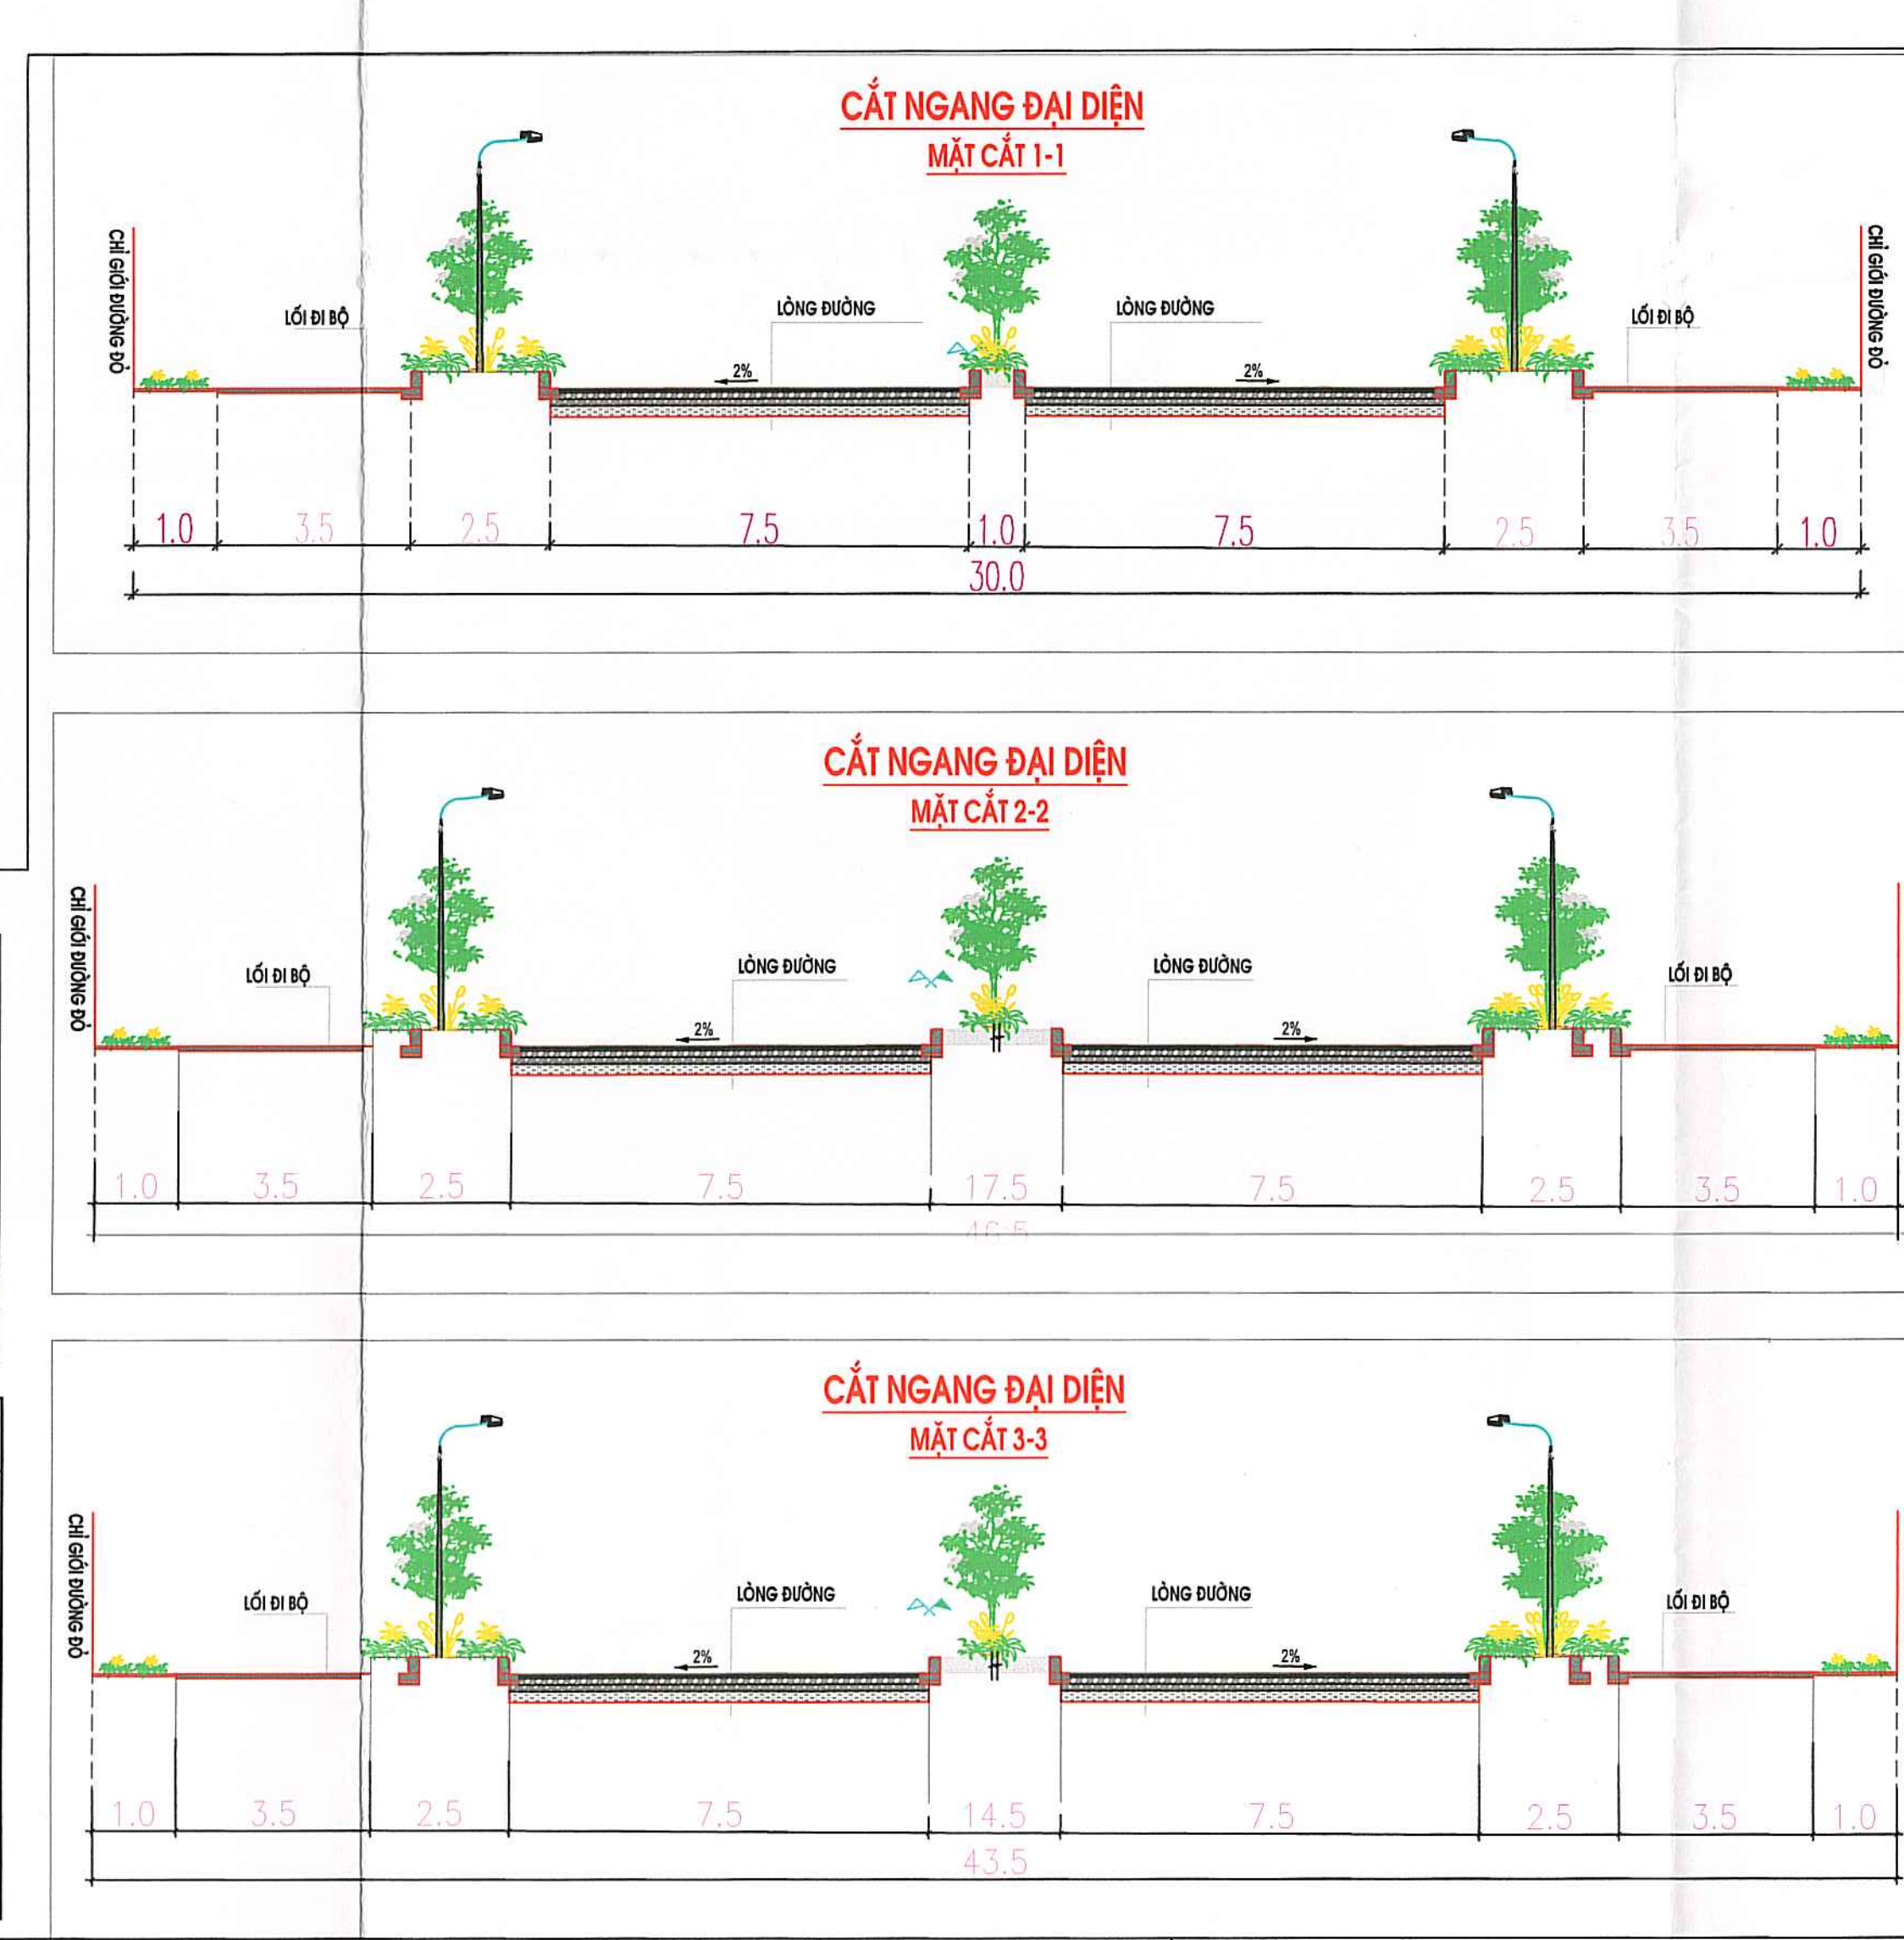 CẮT NGANG ĐẠI DIỆN
MẶT CẮT 1-1
CHỈ GIỚI ĐƯỜNG ĐỎ
LỐI ĐI BỘ
LÒNG ĐƯỜNG
LÒNG ĐƯỜNG
LỐI ĐI BỘ
CHỈ GIỚI ĐƯỜNG ĐỎ
2%
2%
1.0 3.5 2.5 7.5 1.0 7.5 2.5 3.5 1.0
30.0
CẮT NGANG ĐẠI DIỆN
MẶT CẮT 2-2
CHỈ GIỚI ĐƯỜNG ĐỎ
LỐI ĐI BỘ
LÒNG ĐƯỜNG
LÒNG ĐƯỜNG
LỐI ĐI BỘ
2%
2%
1.0 3.5 2.5 7.5 17.5 7.5 2.5 3.5 1.0
46.5
CẮT NGANG ĐẠI DIỆN
MẶT CẮT 3-3
CHỈ GIỚI ĐƯỜNG ĐỎ
LỐI ĐI BỘ
LÒNG ĐƯỜNG
LÒNG ĐƯỜNG
LỐI ĐI BỘ
2%
2%
1.0 3.5 2.5 7.5 14.5 7.5 2.5 3.5 1.0
43.5